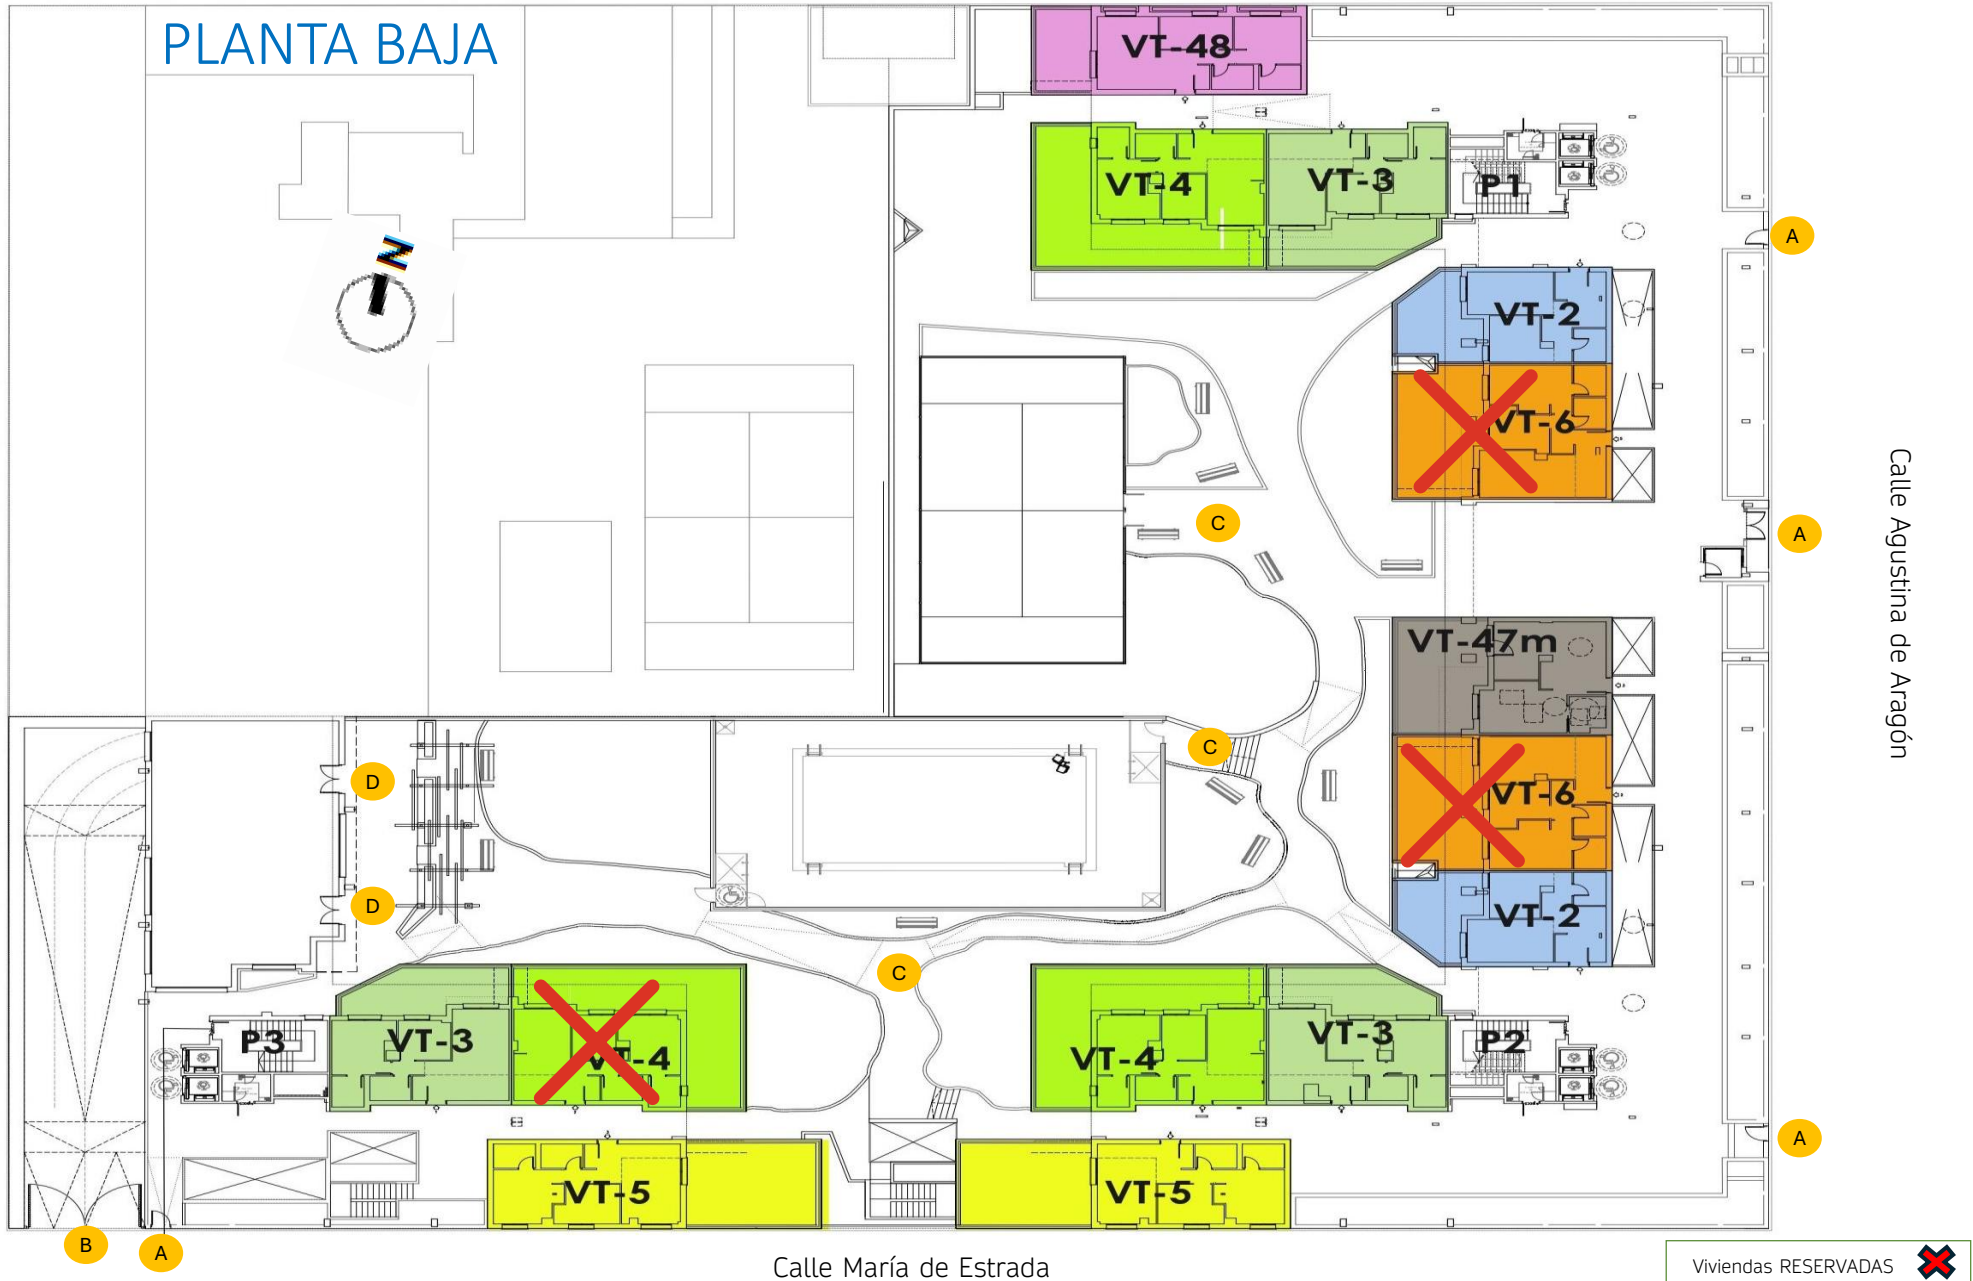 PLANTA BAJA
VT-48
VT-4
VT-3
P1
A
N
VT-2
VT-6
C
A
Calle Agustina de Aragón
VT-47m
C
D
VT-6
D
VT-2
C
P3
VT-3
VT-4
VT-4
VT-3
P2
A
VT-5
VT-5
B
A
Calle María de Estrada
Viviendas RESERVADAS